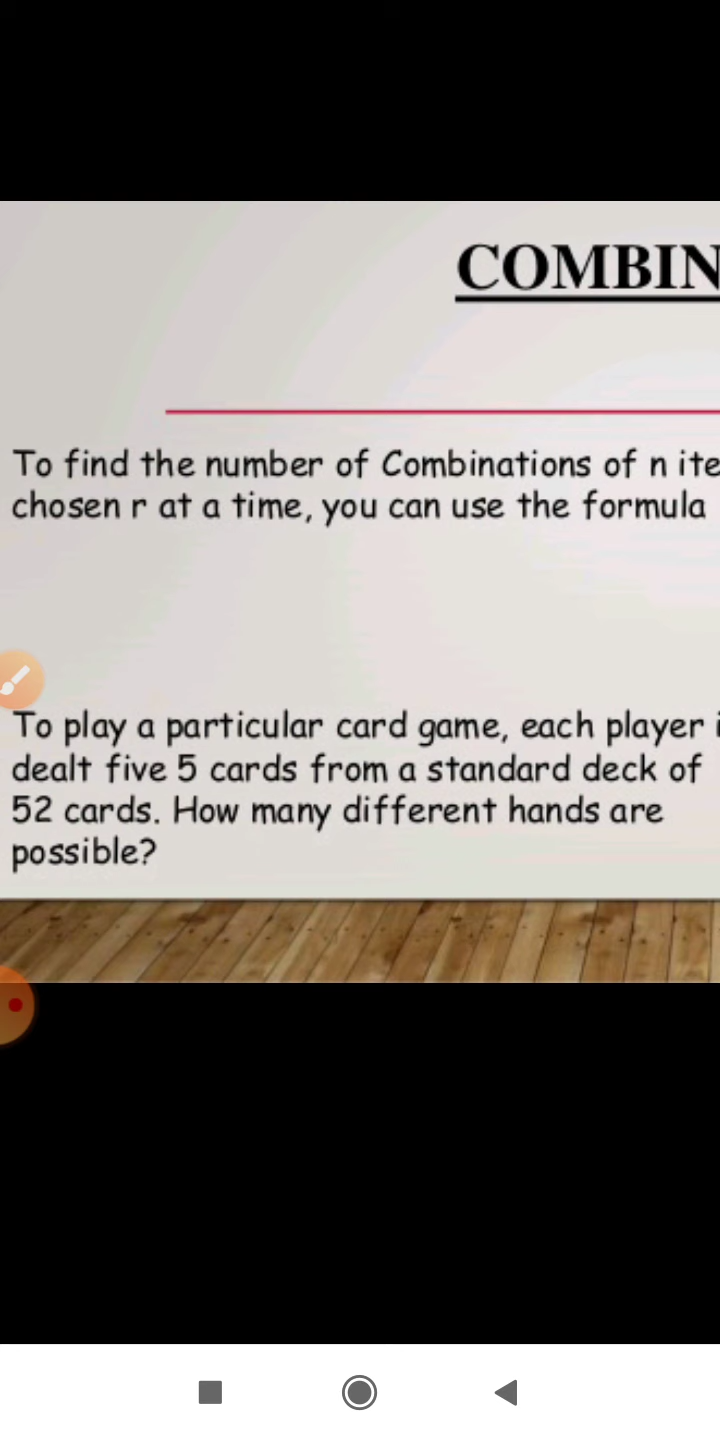 COMBIN
To find the number of Combinations of n ite
chosen r at a time, you can use the formula
To play a particular card game, each player i
dealt five 5 cards from a standard deck of
52 cards. How many different hands are
possible?